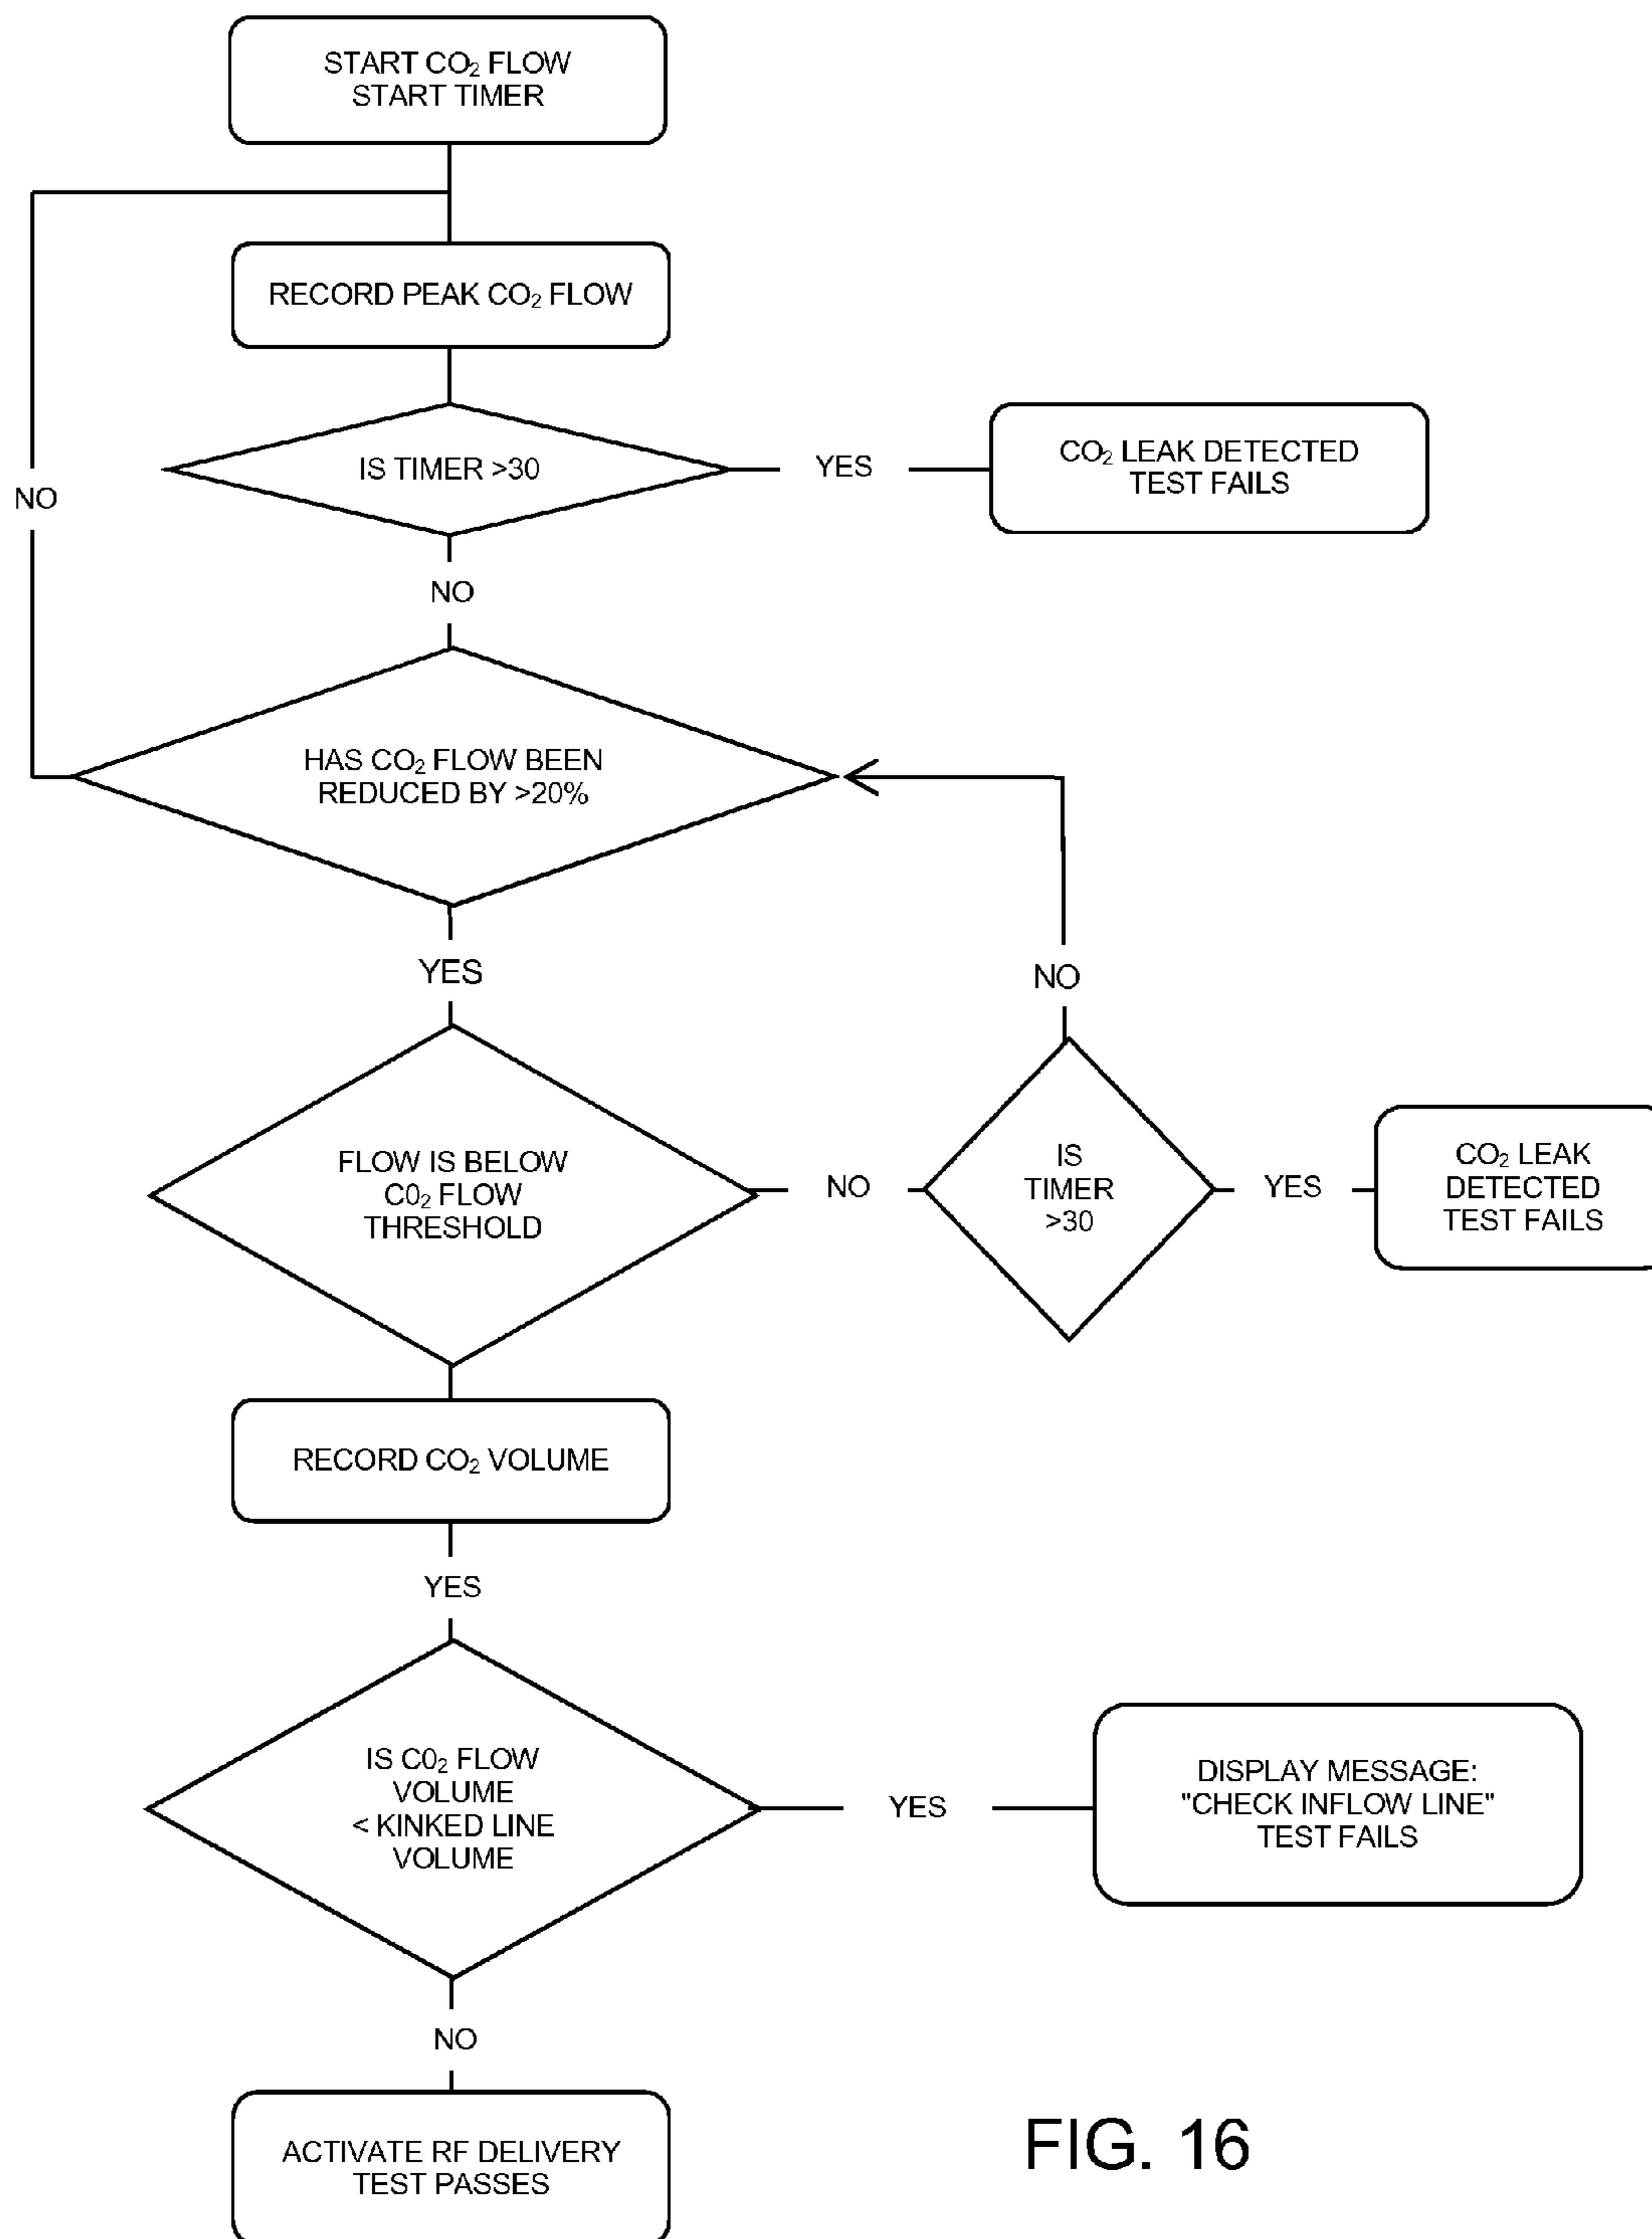 START CO₂ FLOW
START TIMER
RECORD PEAK CO₂ FLOW
IS TIMER >30
YES
CO₂ LEAK DETECTED
TEST FAILS
NO
NO
HAS CO₂ FLOW BEEN
REDUCED BY >20%
YES
NO
FLOW IS BELOW
C0₂ FLOW
THRESHOLD
NO
IS
TIMER
>30
YES
CO₂ LEAK
DETECTED
TEST FAILS
RECORD CO₂ VOLUME
YES
IS C0₂ FLOW
VOLUME
< KINKED LINE
VOLUME
YES
DISPLAY MESSAGE:
"CHECK INFLOW LINE"
TEST FAILS
NO
ACTIVATE RF DELIVERY
TEST PASSES
FIG. 16